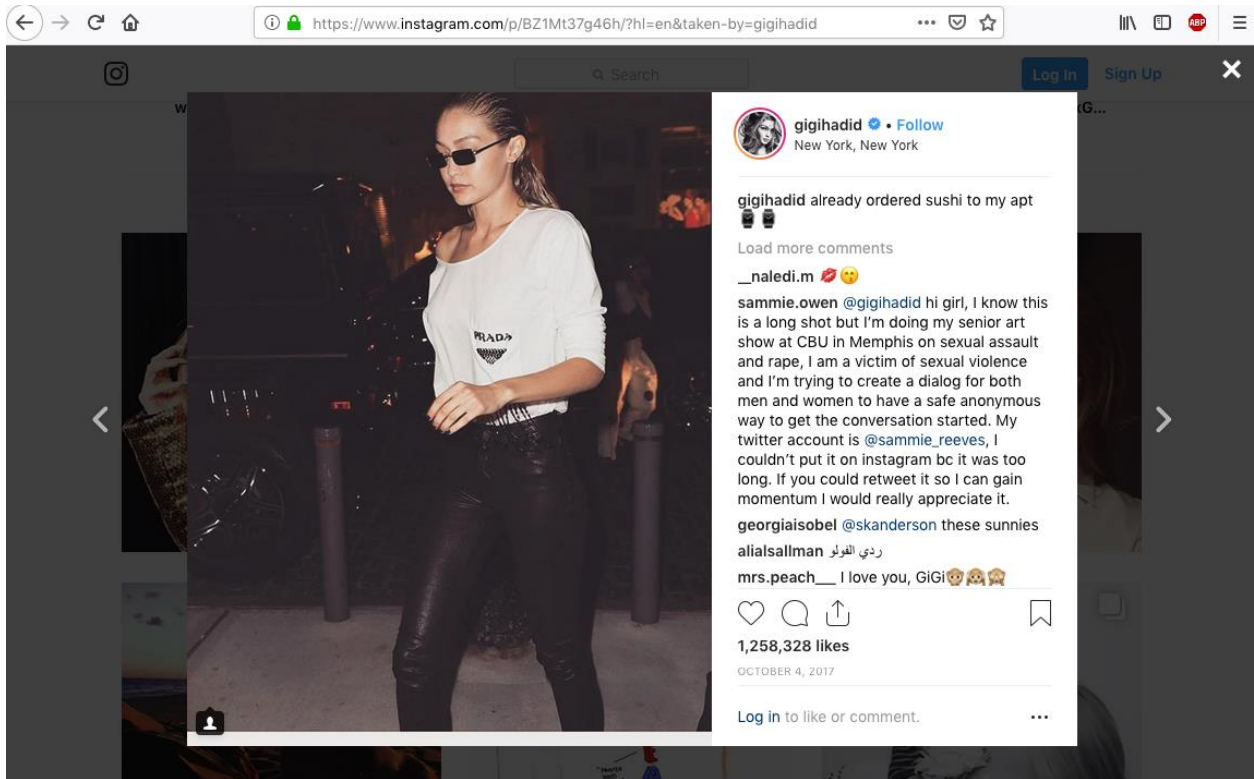 https://www.instagram.com/p/BZ1Mt37g46h/?hl=en&taken-by=gigihadid
ABP
Search
Log In
Sign Up
w
G...
gigihadid • Follow
New York, New York
PRADA
gigihadid already ordered sushi to my apt
Load more comments
__naledi.m
sammie.owen @gigihadid hi girl, I know this
is a long shot but I'm doing my senior art
show at CBU in Memphis on sexual assault
and rape, I am a victim of sexual violence
and I'm trying to create a dialog for both
men and women to have a safe anonymous
way to get the conversation started. My
twitter account is @sammie_reeves, I
couldn't put it on instagram bc it was too
long. If you could retweet it so I can gain
momentum I would really appreciate it.
georgiaisobel @skanderson these sunnies
alialsallman ردي الفولو
mrs.peach__ I love you, GiGi
1,258,328 likes
OCTOBER 4, 2017
Log in to like or comment.